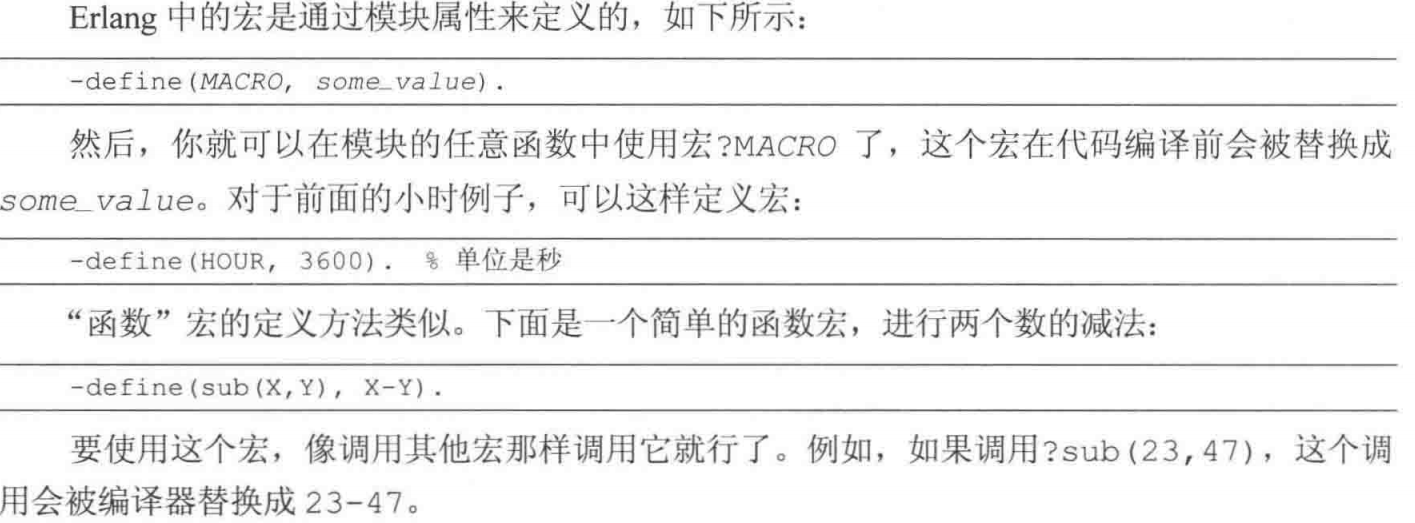 Erlang 中的宏是通过模块属性来定义的，如下所示：
-define(MACRO, some_value).
然后，你就可以在模块的任意函数中使用宏?MACRO 了，这个宏在代码编译前会被替换成
some_value。对于前面的小时例子，可以这样定义宏：
-define(HOUR, 3600). % 单位是秒
“函数”宏的定义方法类似。下面是一个简单的函数宏，进行两个数的减法：
-define(sub(X,Y), X-Y).
要使用这个宏，像调用其他宏那样调用它就行了。例如，如果调用?sub(23,47)，这个调
用会被编译器替换成 23-47。